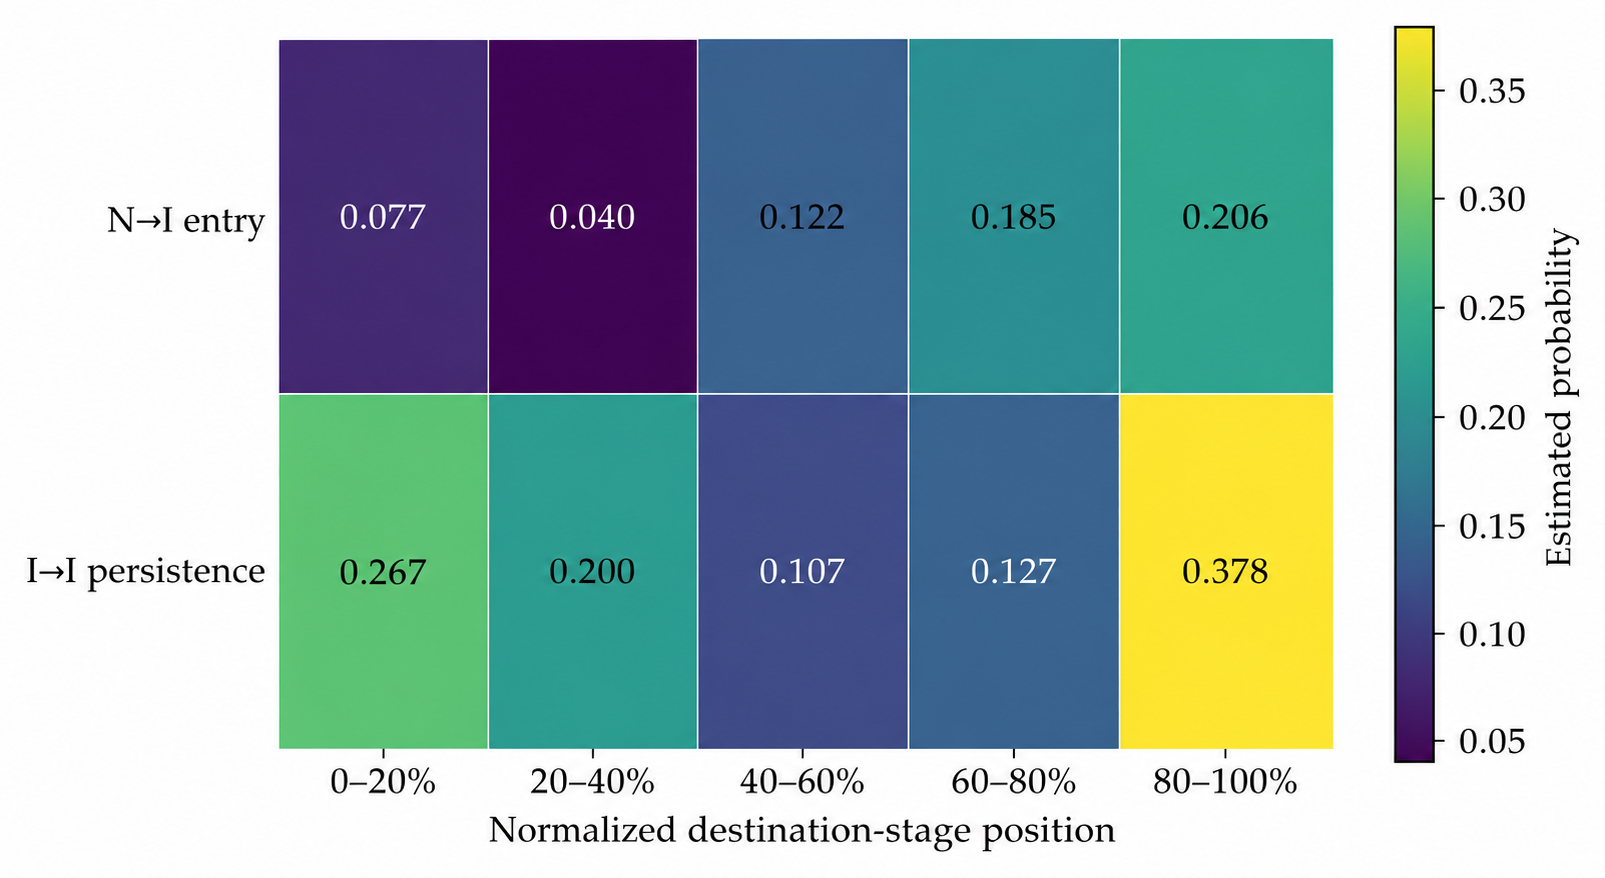 N→I entry
0.077 0.040 0.122 0.185 0.206
I→I persistence
0.267 0.200 0.107 0.127 0.378
0–20% 20–40% 40–60% 60–80% 80–100%
Normalized destination-stage position
0.35
0.30
0.25
0.20
0.15
0.10
0.05
Estimated probability